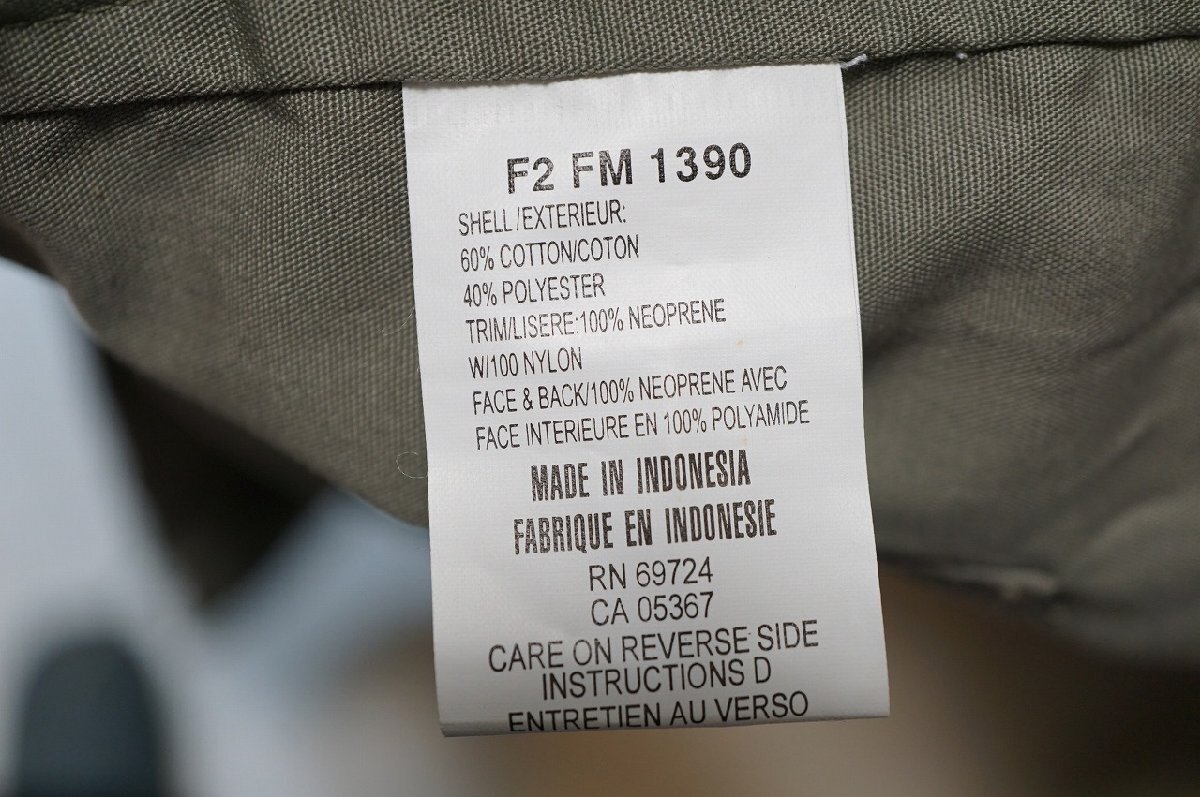 F2 FM 1390
SHELL/EXTERIEUR:
60% COTTON/COTON
40% POLYESTER
TRIM/LISERE:100% NEOPRENE
W/100 NYLON
FACE & BACK/100% NEOPRENE AVEC
FACE INTERIEURE EN 100% POLYAMIDE
MADE IN INDONESIA
FABRIQUE EN INDONESIE
RN 69724
CA 05367
CARE ON REVERSE SIDE
INSTRUCTIONS D
ENTRETIEN AU VERSO